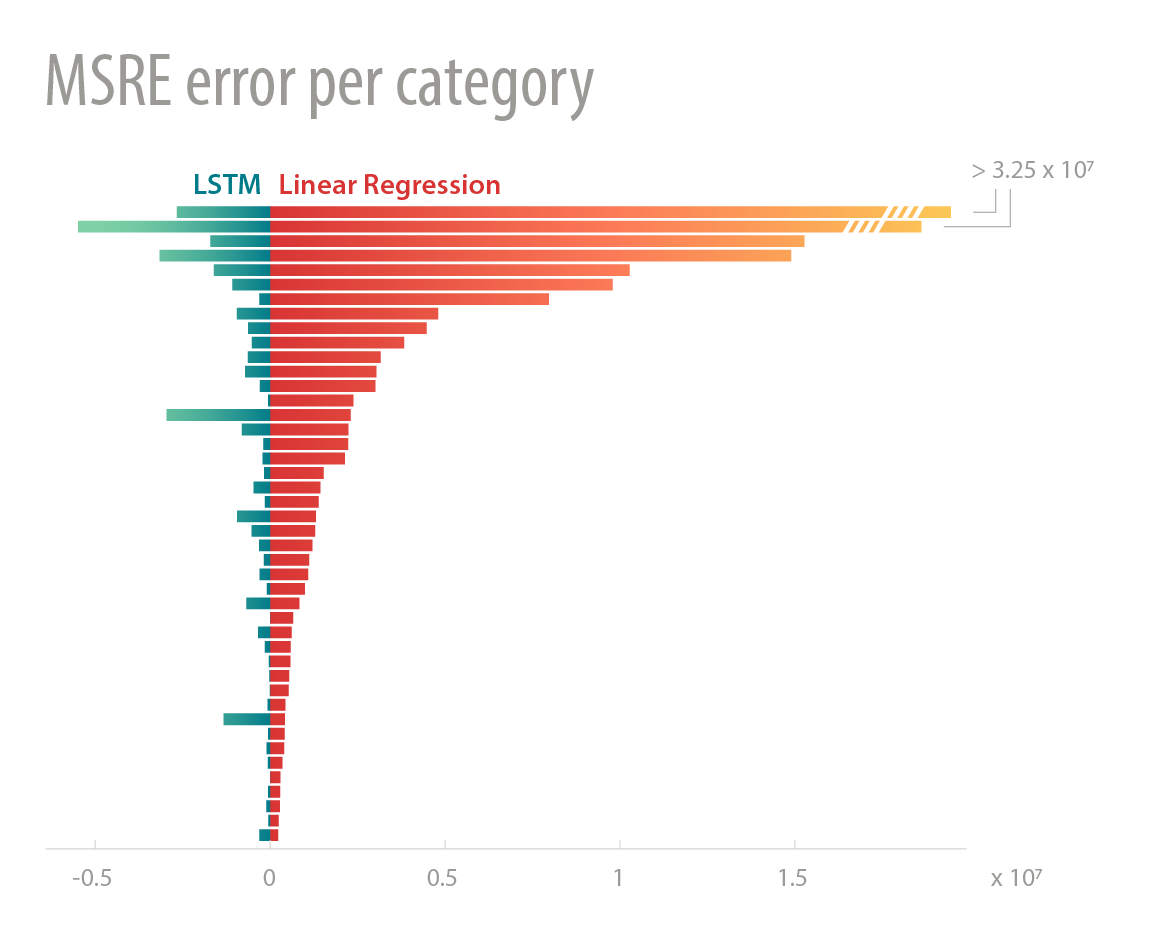 MSRE error per category
> 3.25 x 10⁷
LSTM Linear Regression
-0.5 0 0.5 1 1.5 x 10⁷